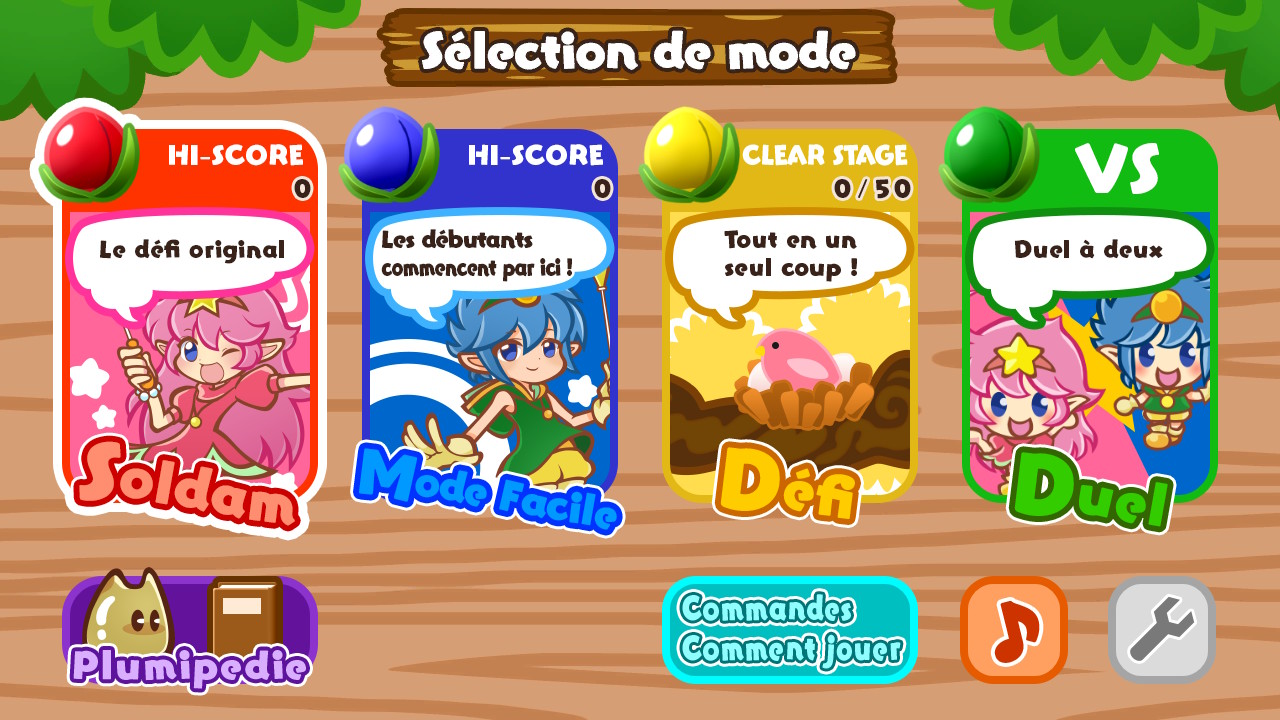 Sélection de mode
HI-SCORE
0
Le défi original
Soldam
HI-SCORE
0
Les débutants
commencent par ici !
Mode Facile
CLEAR STAGE
0/50
Tout en un
seul coup !
Défi
VS
Duel à deux
Duel
Plumipedie
Commandes
Comment jouer